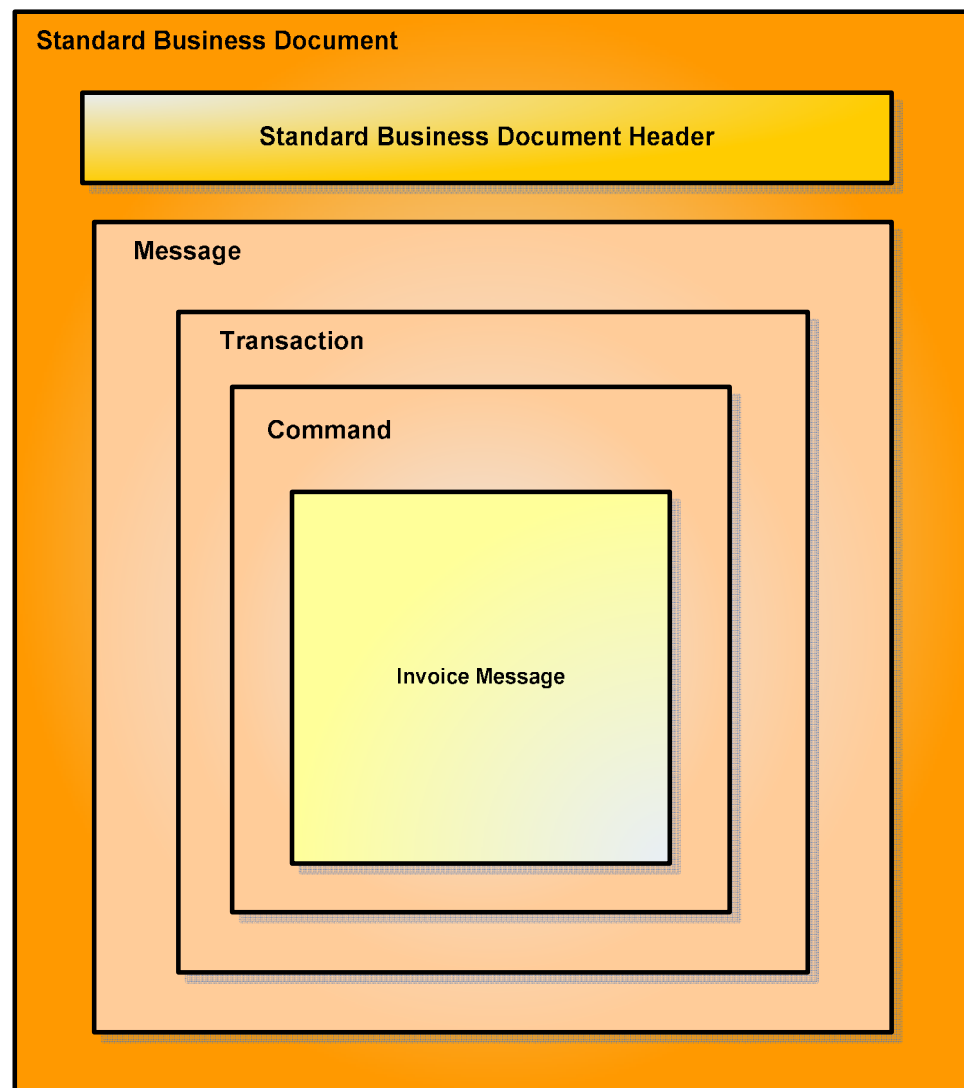 Standard Business Document
Standard Business Document Header
Message
Transaction
Command
Invoice Message